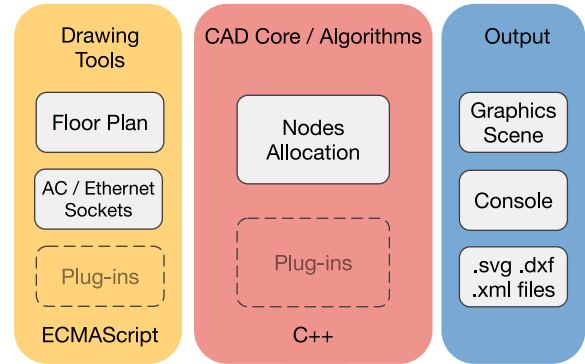 Drawing
Tools
Floor Plan
AC / Ethernet
Sockets
Plug-ins
ECMAScript
CAD Core / Algorithms
Nodes
Allocation
Plug-ins
C++
Output
Graphics
Scene
Console
.svg .dxf
.xml files